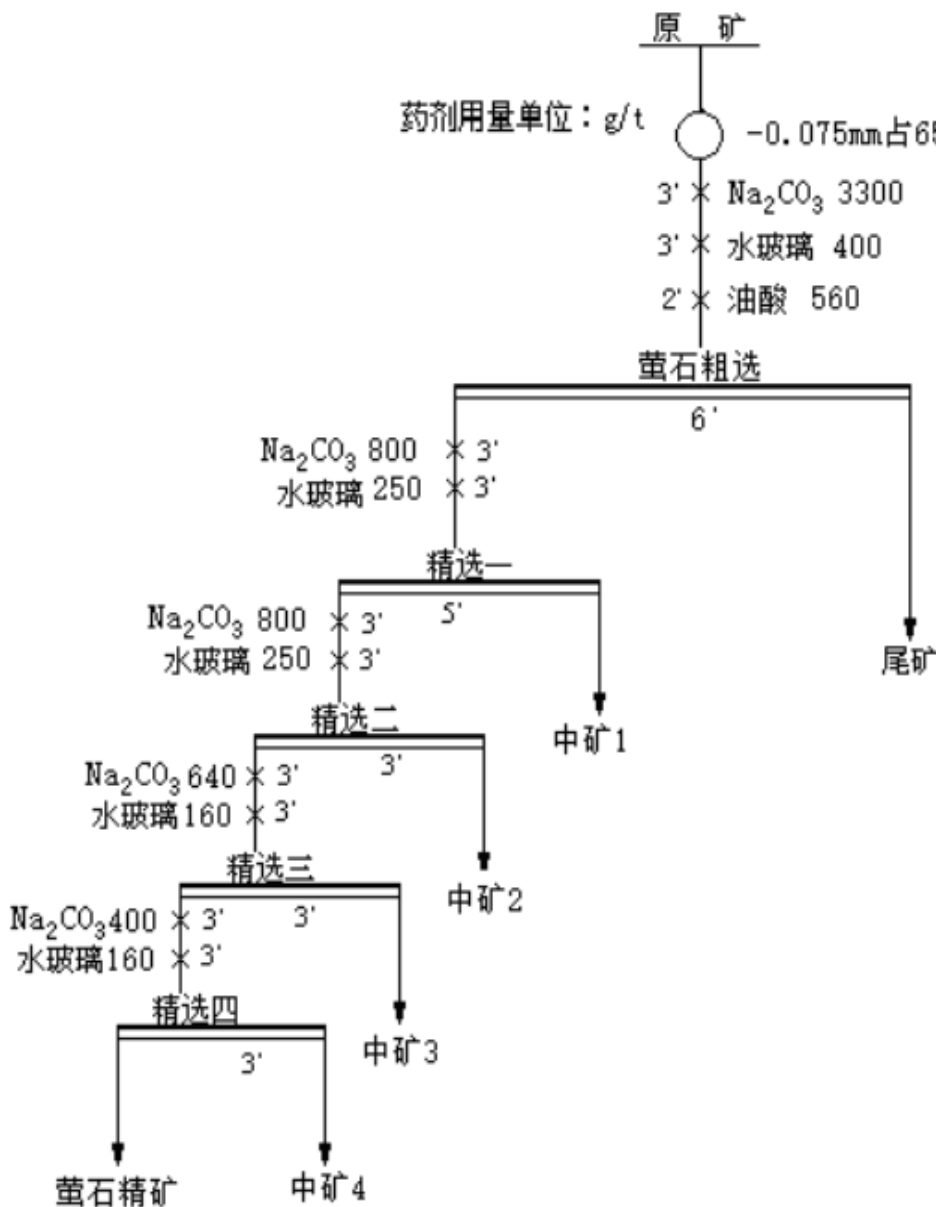 原 矿
药剂用量单位：g/t
-0.075mm占65
3' Na₂CO₃ 3300
3' 水玻璃 400
2' 油酸 560
萤石粗选
6'
Na₂CO₃ 800 3'
水玻璃 250 3'
精选一
5'
尾矿
Na₂CO₃ 800 3'
水玻璃 250 3'
精选二
3'
中矿1
Na₂CO₃ 640 3'
水玻璃 160 3'
精选三
3'
中矿2
Na₂CO₃ 400 3'
水玻璃 160 3'
精选四
3'
中矿3
萤石精矿
中矿4